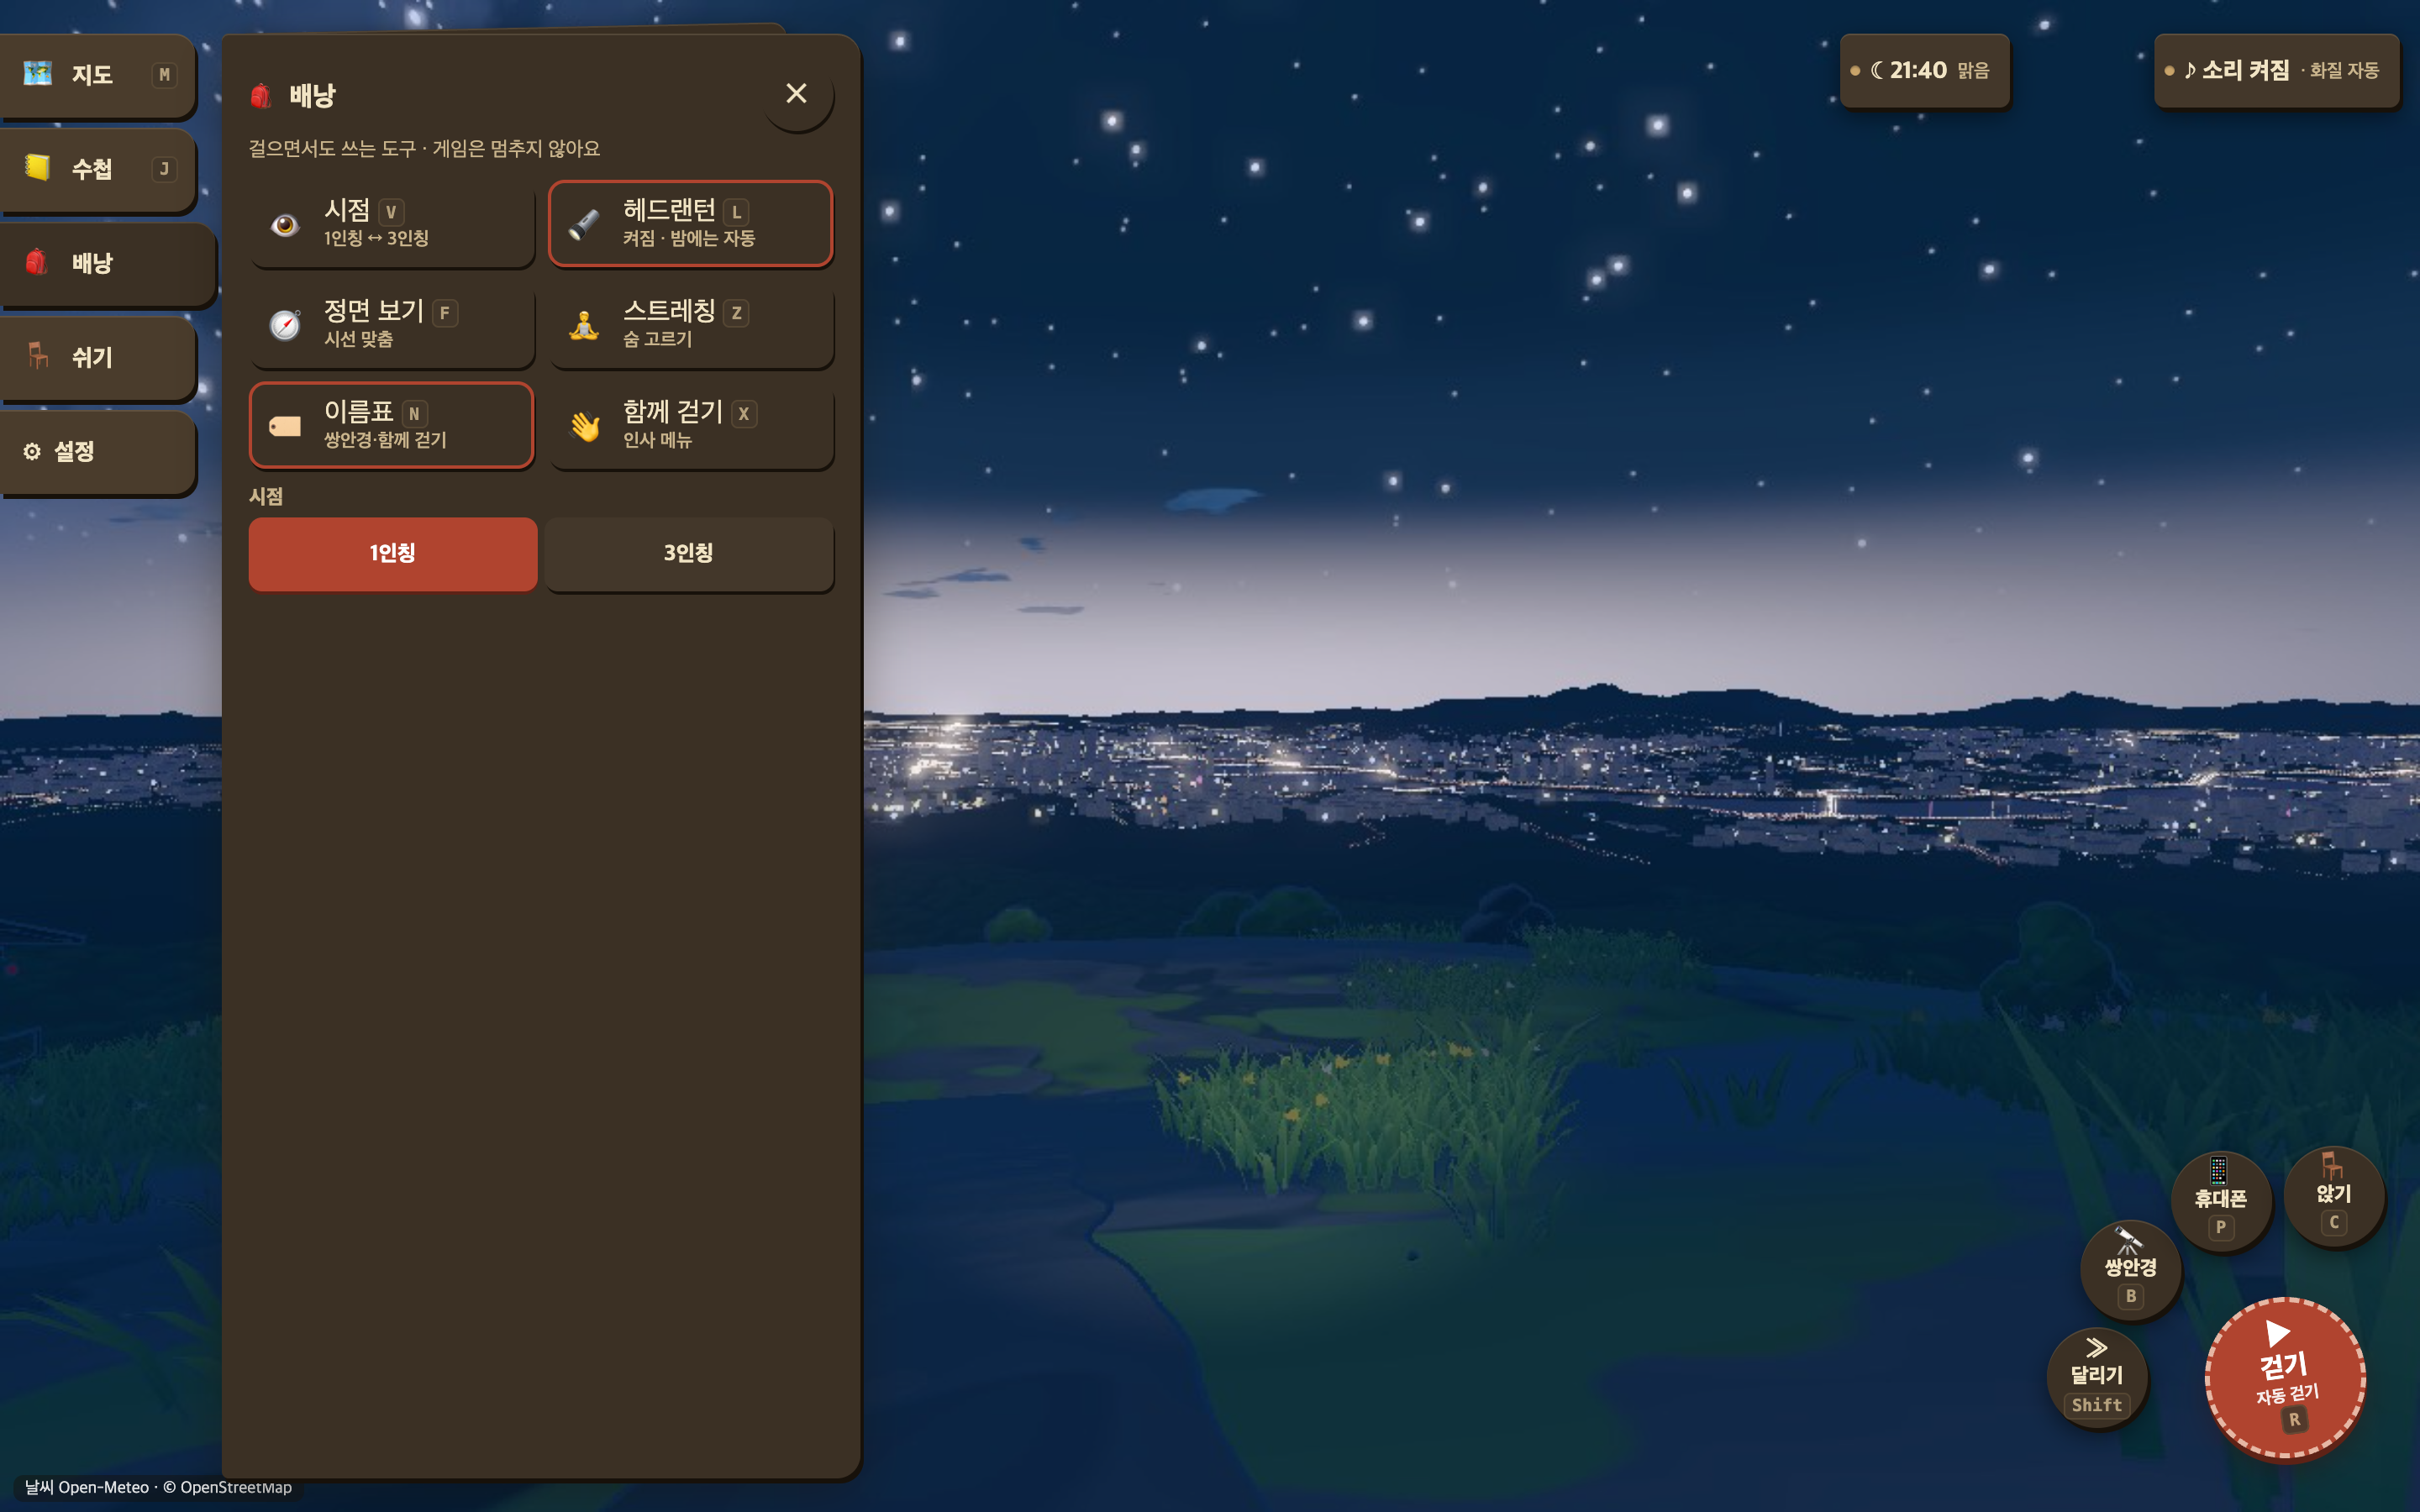 지도 M
수첩 J
배낭
쉬기
설정
배낭
걸으면서도 쓰는 도구 · 게임은 멈추지 않아요
시점 V
1인칭 ↔ 3인칭
헤드랜턴 L
켜짐 · 밤에는 자동
정면 보기 F
시선 맞춤
스트레칭 Z
숨 고르기
이름표 N
쌍안경·함께 걷기
함께 걷기 X
인사 메뉴
시점
1인칭
3인칭
21:40 맑음
♪ 소리 켜짐 · 화질 자동
휴대폰
P
앉기
C
쌍안경
B
달리기
Shift
걷기
자동 걷기
R
날씨 Open-Meteo · © OpenStreetMap